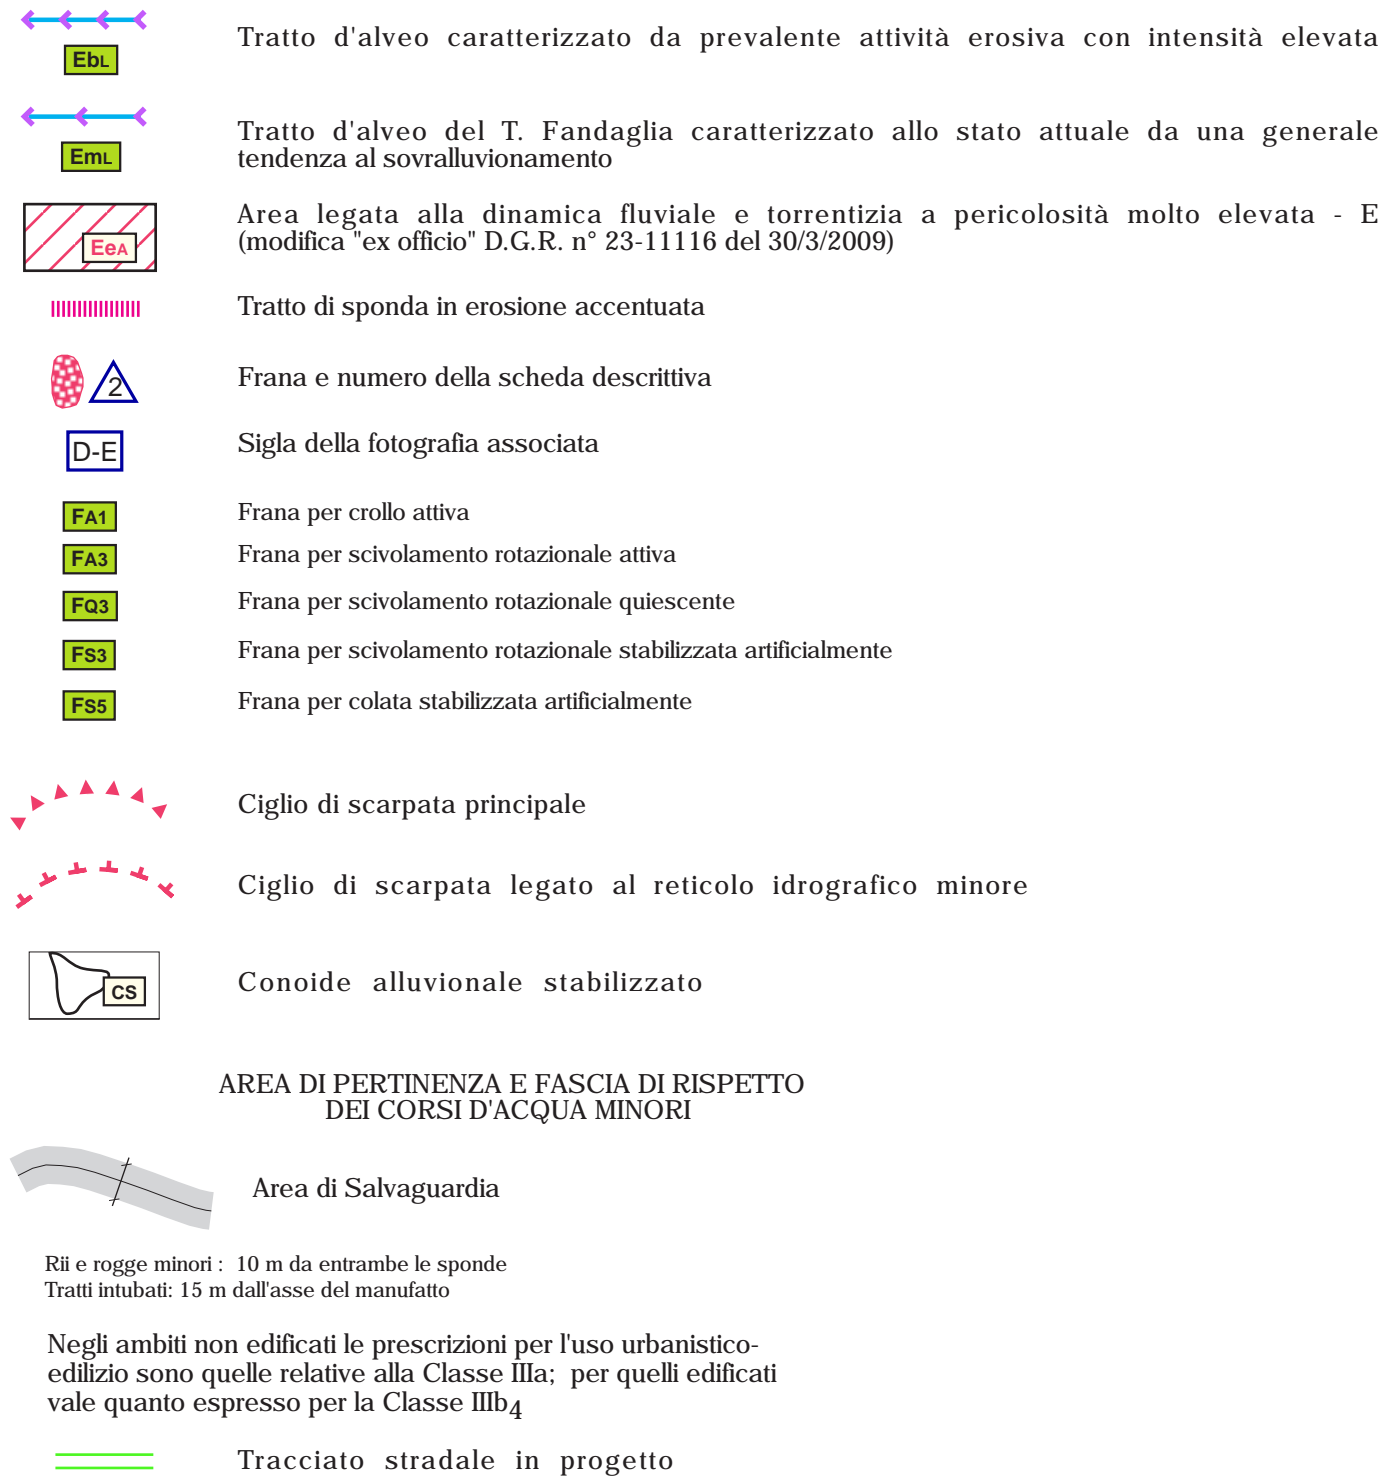 Tratto d'alveo caratterizzato da prevalente attività erosiva con intensità elevata
EbL
Tratto d'alveo del T. Fandaglia caratterizzato allo stato attuale da una generale
tendenza al sovralluvionamento
EmL
Area legata alla dinamica fluviale e torrentizia a pericolosità molto elevata - E
(modifica "ex officio" D.G.R. n° 23-11116 del 30/3/2009)
EeA
Tratto di sponda in erosione accentuata
2 Frana e numero della scheda descrittiva
D-E Sigla della fotografia associata
FA1 Frana per crollo attiva
FA3 Frana per scivolamento rotazionale attiva
FQ3 Frana per scivolamento rotazionale quiescente
FS3 Frana per scivolamento rotazionale stabilizzata artificialmente
FS5 Frana per colata stabilizzata artificialmente
Ciglio di scarpata principale
Ciglio di scarpata legato al reticolo idrografico minore
CS Conoide alluvionale stabilizzato
AREA DI PERTINENZA E FASCIA DI RISPETTO
DEI CORSI D'ACQUA MINORI
Area di Salvaguardia
Rii e rogge minori : 10 m da entrambe le sponde
Tratti intubati: 15 m dall'asse del manufatto
Negli ambiti non edificati le prescrizioni per l'uso urbanistico-
edilizio sono quelle relative alla Classe IIIa; per quelli edificati
vale quanto espresso per la Classe IIIb4
Tracciato stradale in progetto